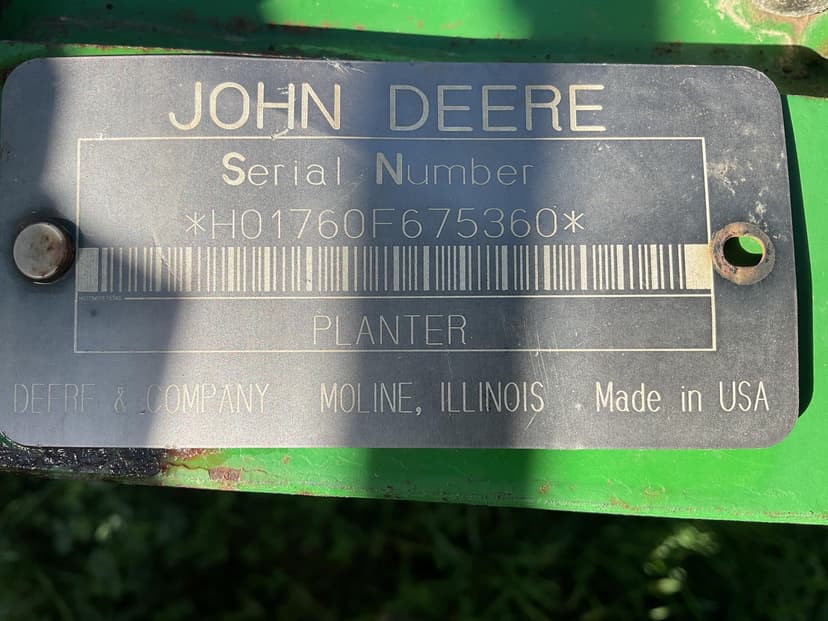 JOHN DEERE
Serial Number
*H01760F675360*
PLANTER
DEERE & COMPANY MOLINE, ILLINOIS Made in USA